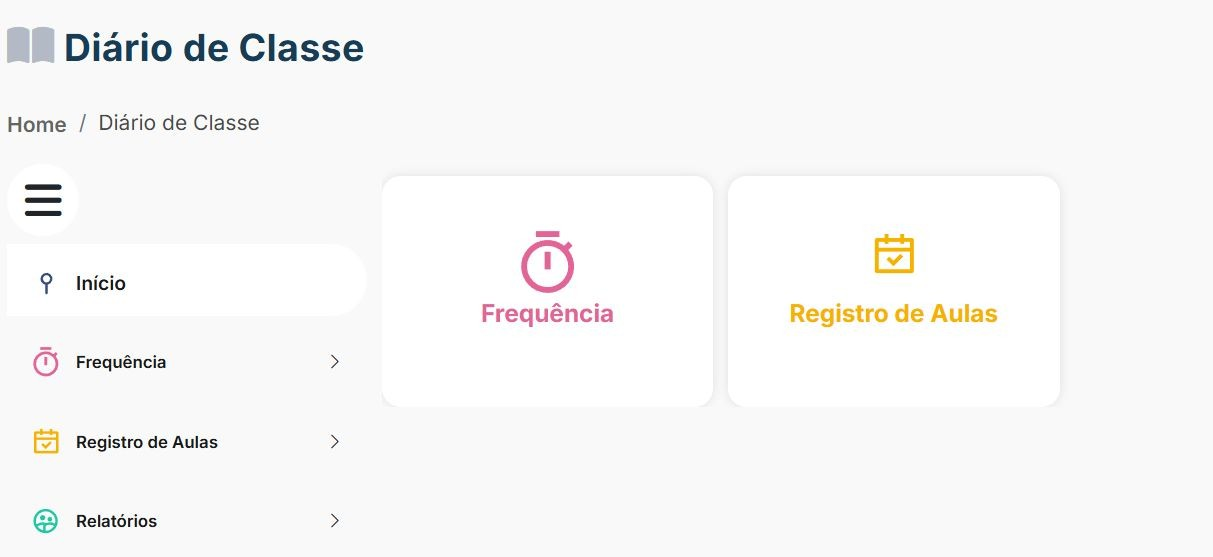 Diário de Classe
Home / Diário de Classe
Início
Frequência
Registro de Aulas
Relatórios
Frequência
Registro de Aulas